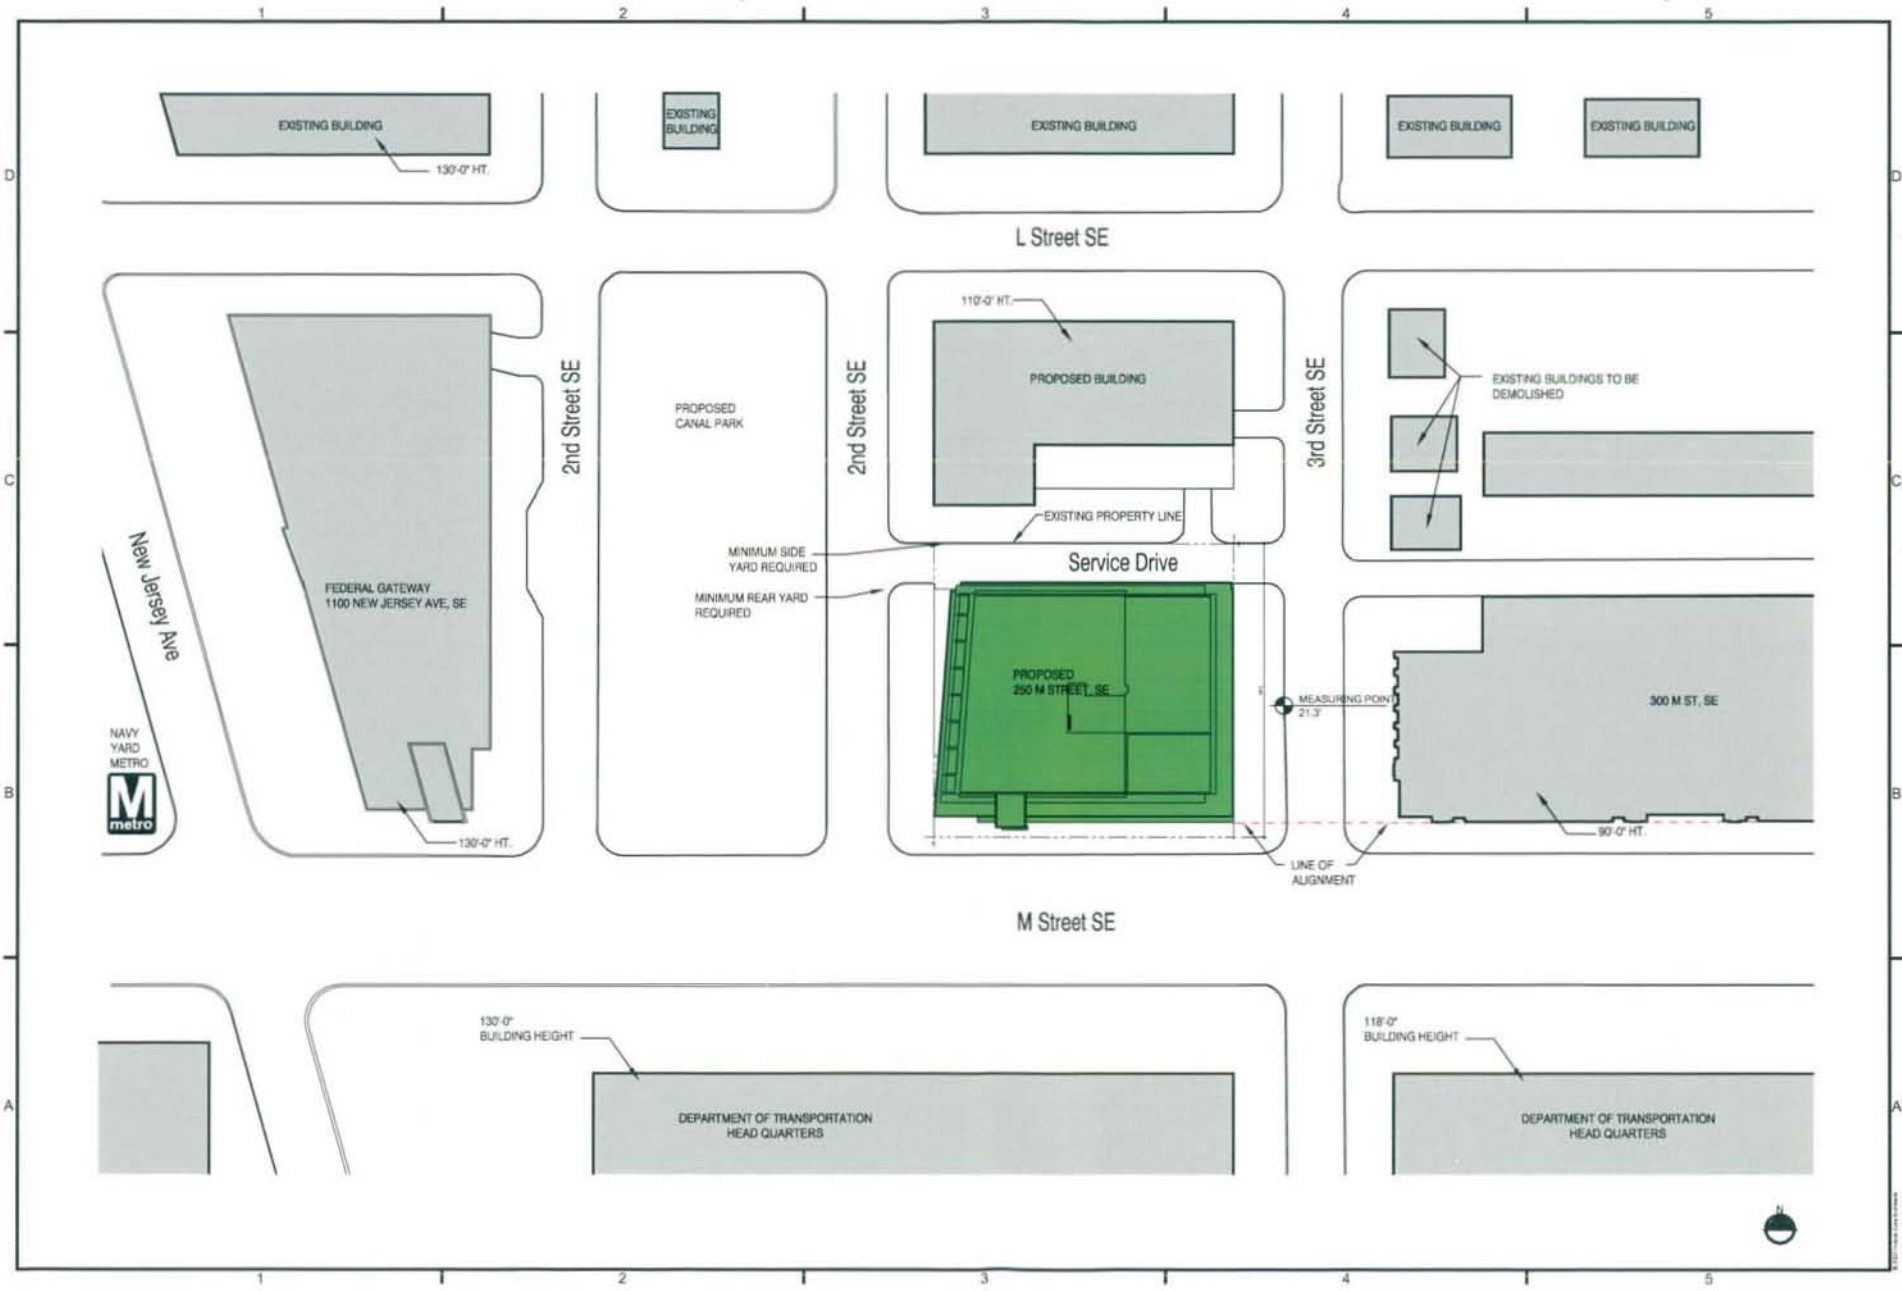 1 2 3 4 5
EXISTING BUILDING
130'-0" HT.
EXISTING
BUILDING
EXISTING BUILDING
EXISTING BUILDING
EXISTING BUILDING
D
D
L Street SE
110'-0" HT.
PROPOSED BUILDING
2nd Street SE
PROPOSED
CANAL PARK
2nd Street SE
3rd Street SE
EXISTING BUILDINGS TO BE
DEMOLISHED
C
C
EXISTING PROPERTY LINE
MINIMUM SIDE
YARD REQUIRED
Service Drive
New Jersey Ave
FEDERAL GATEWAY
1100 NEW JERSEY AVE, SE
MINIMUM REAR YARD
REQUIRED
PROPOSED
250 M STREET, SE
MEASURING POINT
21.3'
300 M ST, SE
NAVY
YARD
METRO
M
metro
B
B
130'-0" HT.
90'-0" HT.
LINE OF
ALIGNMENT
M Street SE
130'-0"
BUILDING HEIGHT
118'-0"
BUILDING HEIGHT
A
A
DEPARTMENT OF TRANSPORTATION
HEAD QUARTERS
DEPARTMENT OF TRANSPORTATION
HEAD QUARTERS
N
1 2 3 4 5